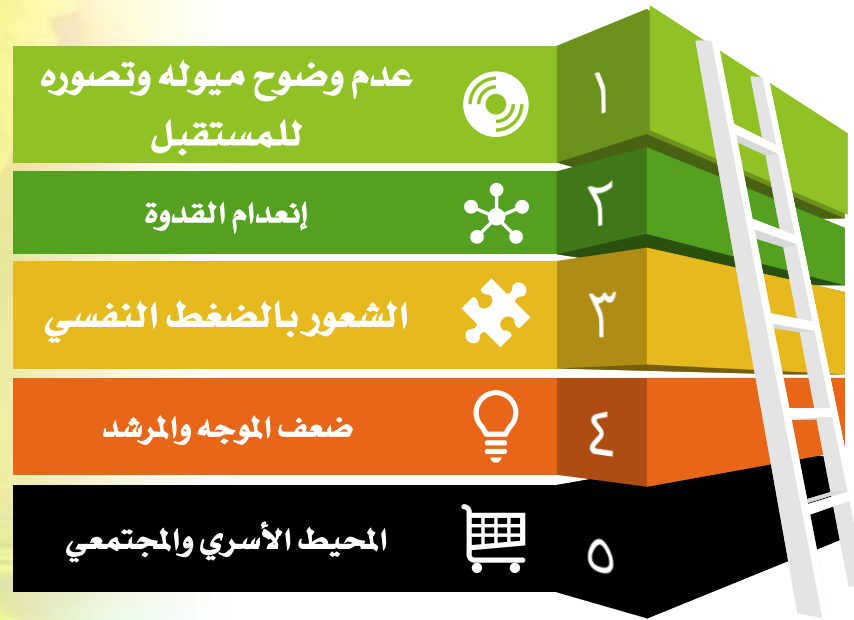 ١
عدم وضوح ميوله وتصوره
للمستقبل
٢
إنعدام القدوة
٣
الشعور بالضغط النفسي
٤
ضعف الموجه والمرشد
٥
المحيط الأسري والمجتمعي